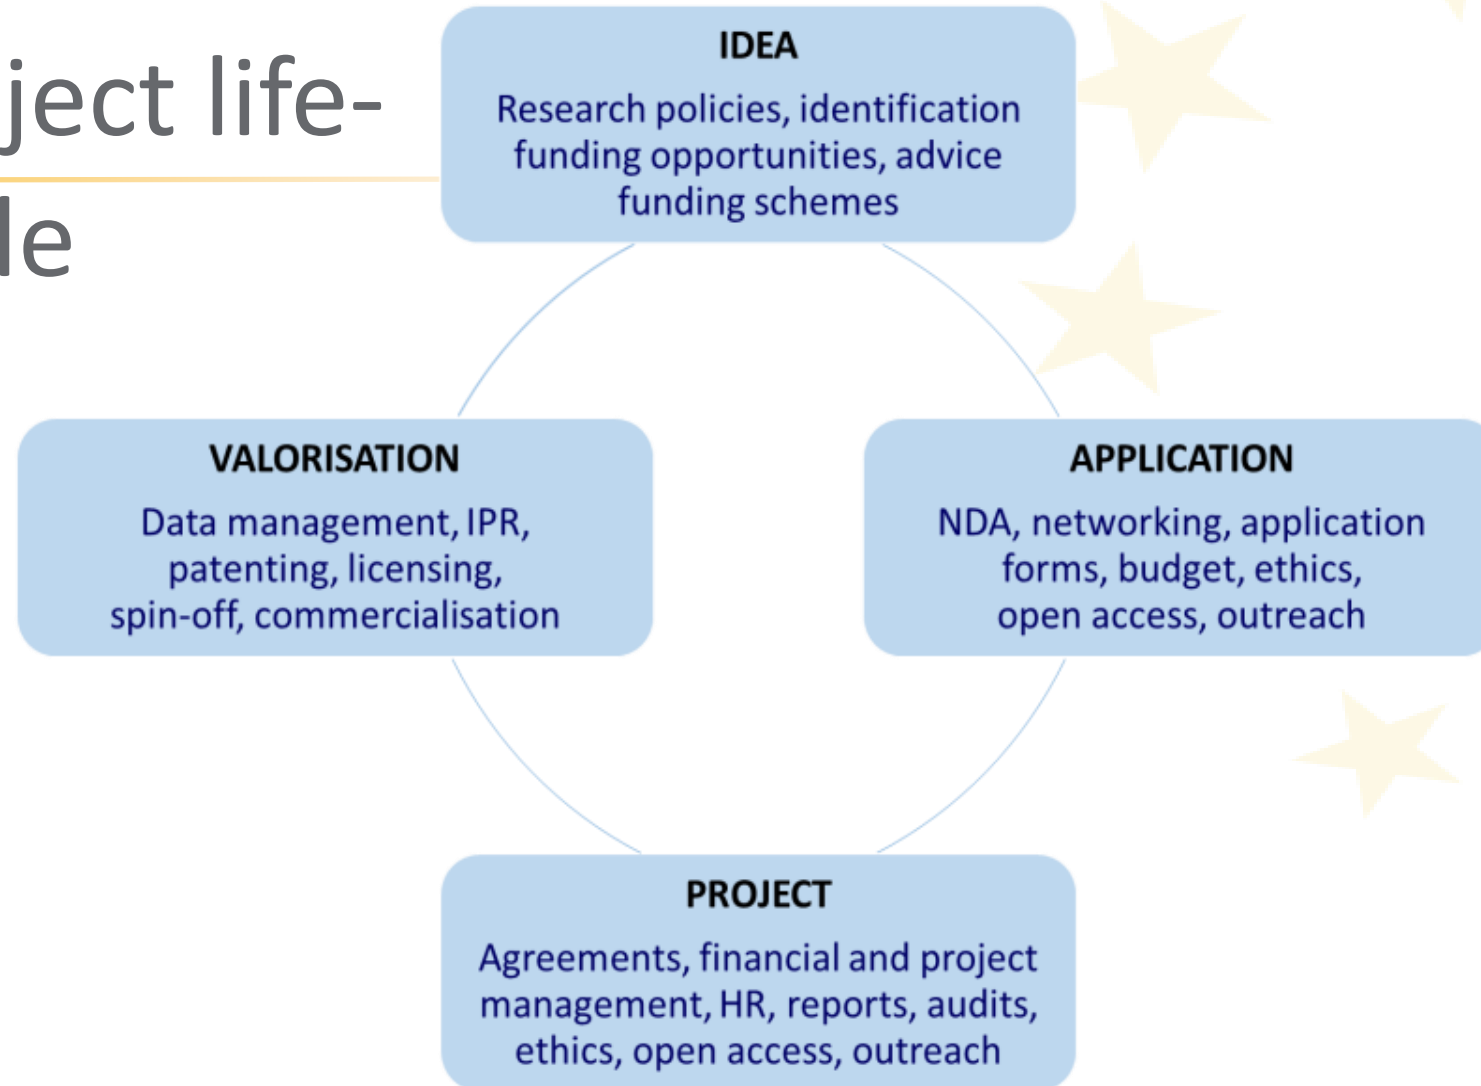 ject life-
le
IDEA
Research policies, identification
funding opportunities, advice
funding schemes
VALORISATION
Data management, IPR,
patenting, licensing,
spin-off, commercialisation
APPLICATION
NDA, networking, application
forms, budget, ethics,
open access, outreach
PROJECT
Agreements, financial and project
management, HR, reports, audits,
ethics, open access, outreach